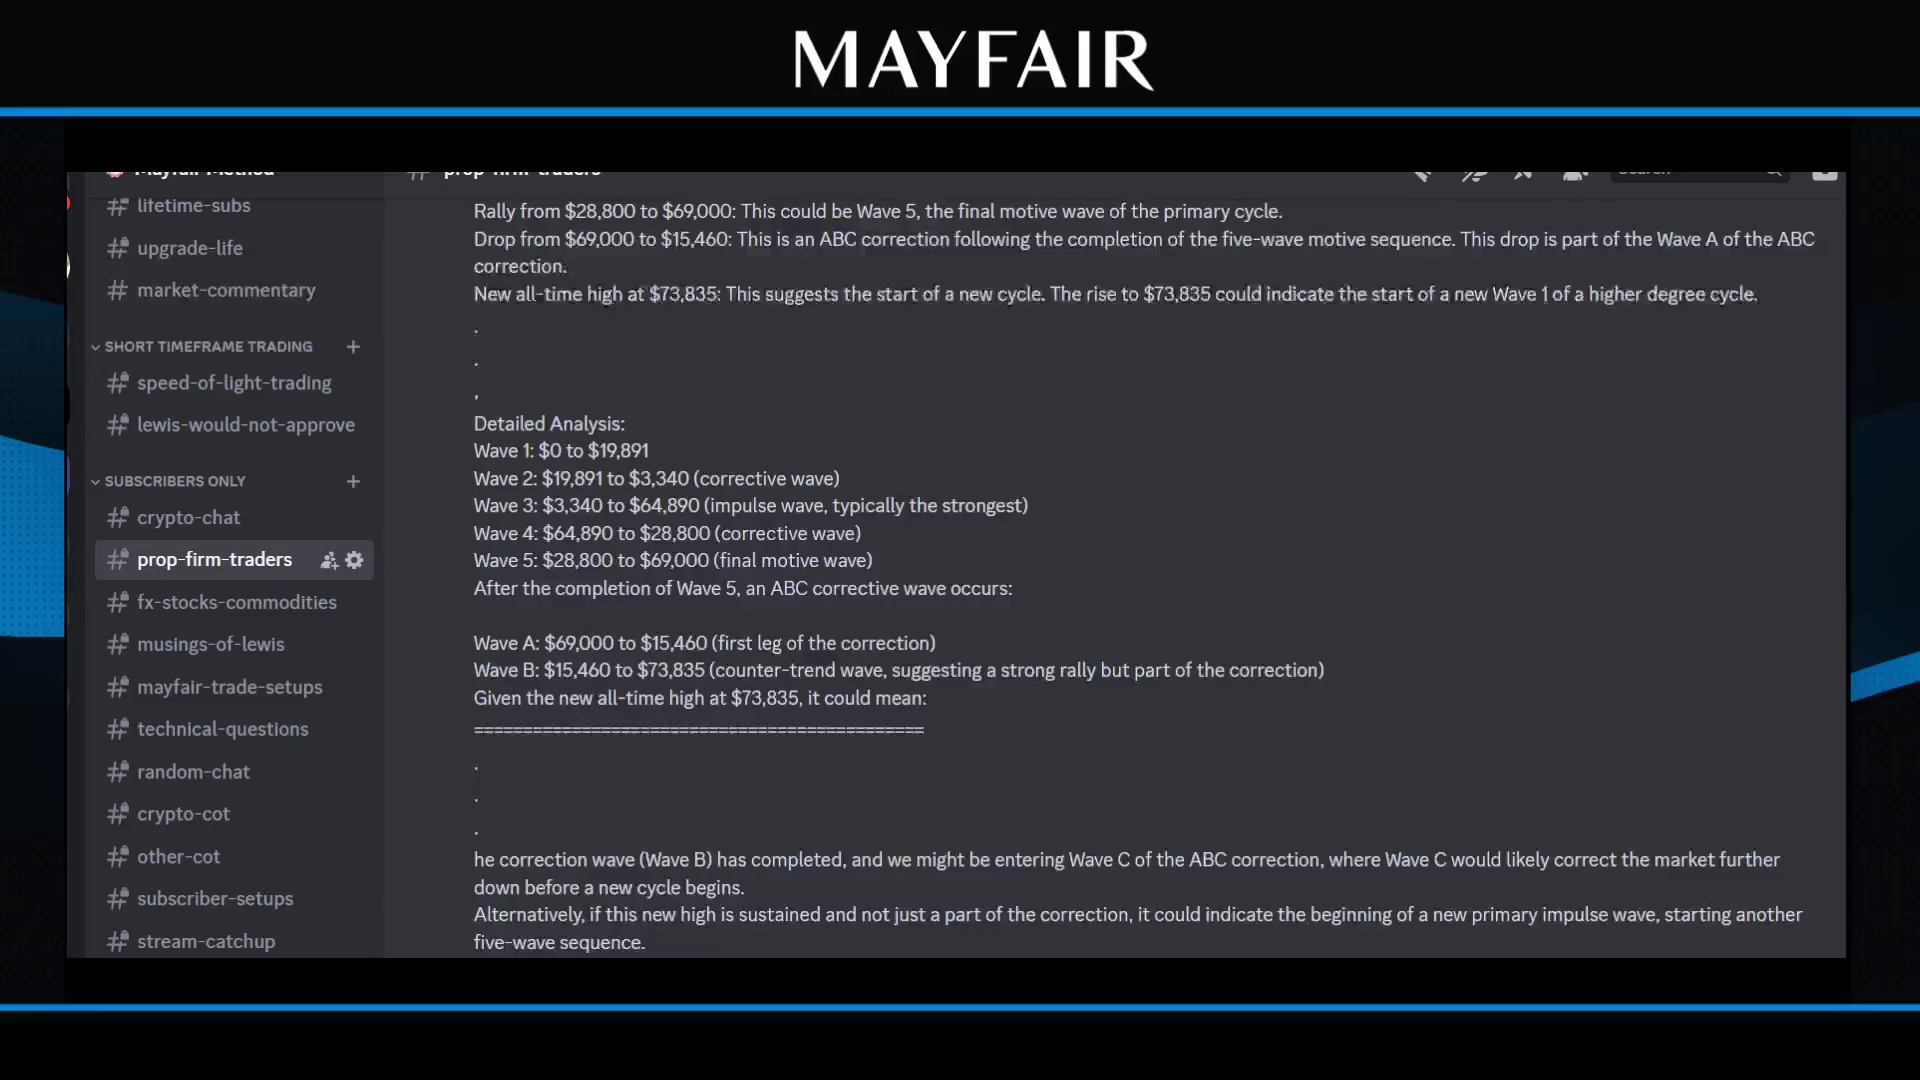 MAYFAIR
Mayfair Method
lifetime-subs
upgrade-life
market-commentary
SHORT TIMEFRAME TRADING
speed-of-light-trading
lewis-would-not-approve
SUBSCRIBERS ONLY
crypto-chat
prop-firm-traders
fx-stocks-commodities
musings-of-lewis
mayfair-trade-setups
technical-questions
random-chat
crypto-cot
other-cot
subscriber-setups
stream-catchup
prop-firm-traders
Search
Rally from $28,800 to $69,000: This could be Wave 5, the final motive wave of the primary cycle.
Drop from $69,000 to $15,460: This is an ABC correction following the completion of the five-wave motive sequence. This drop is part of the Wave A of the ABC
correction.
New all-time high at $73,835: This suggests the start of a new cycle. The rise to $73,835 could indicate the start of a new Wave 1 of a higher degree cycle.
.
.
,
Detailed Analysis:
Wave 1: $0 to $19,891
Wave 2: $19,891 to $3,340 (corrective wave)
Wave 3: $3,340 to $64,890 (impulse wave, typically the strongest)
Wave 4: $64,890 to $28,800 (corrective wave)
Wave 5: $28,800 to $69,000 (final motive wave)
After the completion of Wave 5, an ABC corrective wave occurs:
Wave A: $69,000 to $15,460 (first leg of the correction)
Wave B: $15,460 to $73,835 (counter-trend wave, suggesting a strong rally but part of the correction)
Given the new all-time high at $73,835, it could mean:
=============================================
.
.
.
he correction wave (Wave B) has completed, and we might be entering Wave C of the ABC correction, where Wave C would likely correct the market further
down before a new cycle begins.
Alternatively, if this new high is sustained and not just a part of the correction, it could indicate the beginning of a new primary impulse wave, starting another
five-wave sequence.